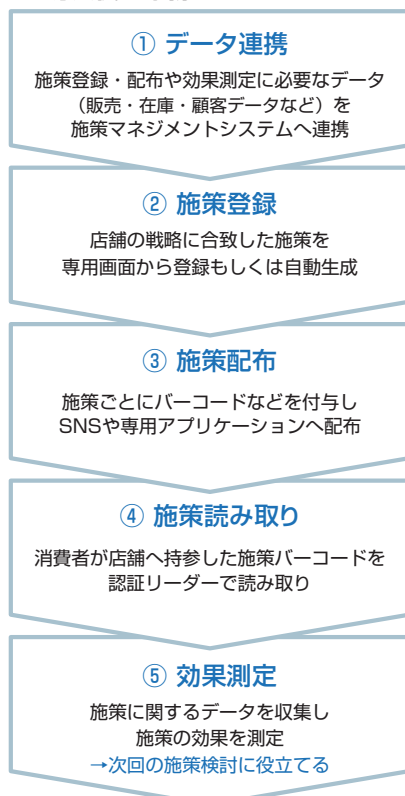 ① データ連携
施策登録・配布や効果測定に必要なデータ
（販売・在庫・顧客データなど）を
施策マネジメントシステムへ連携
② 施策登録
店舗の戦略に合致した施策を
専用画面から登録もしくは自動生成
③ 施策配布
施策ごとにバーコードなどを付与し
SNSや専用アプリケーションへ配布
④ 施策読み取り
消費者が店舗へ持参した施策バーコードを
認証リーダーで読み取り
⑤ 効果測定
施策に関するデータを収集し
施策の効果を測定
→次回の施策検討に役立てる